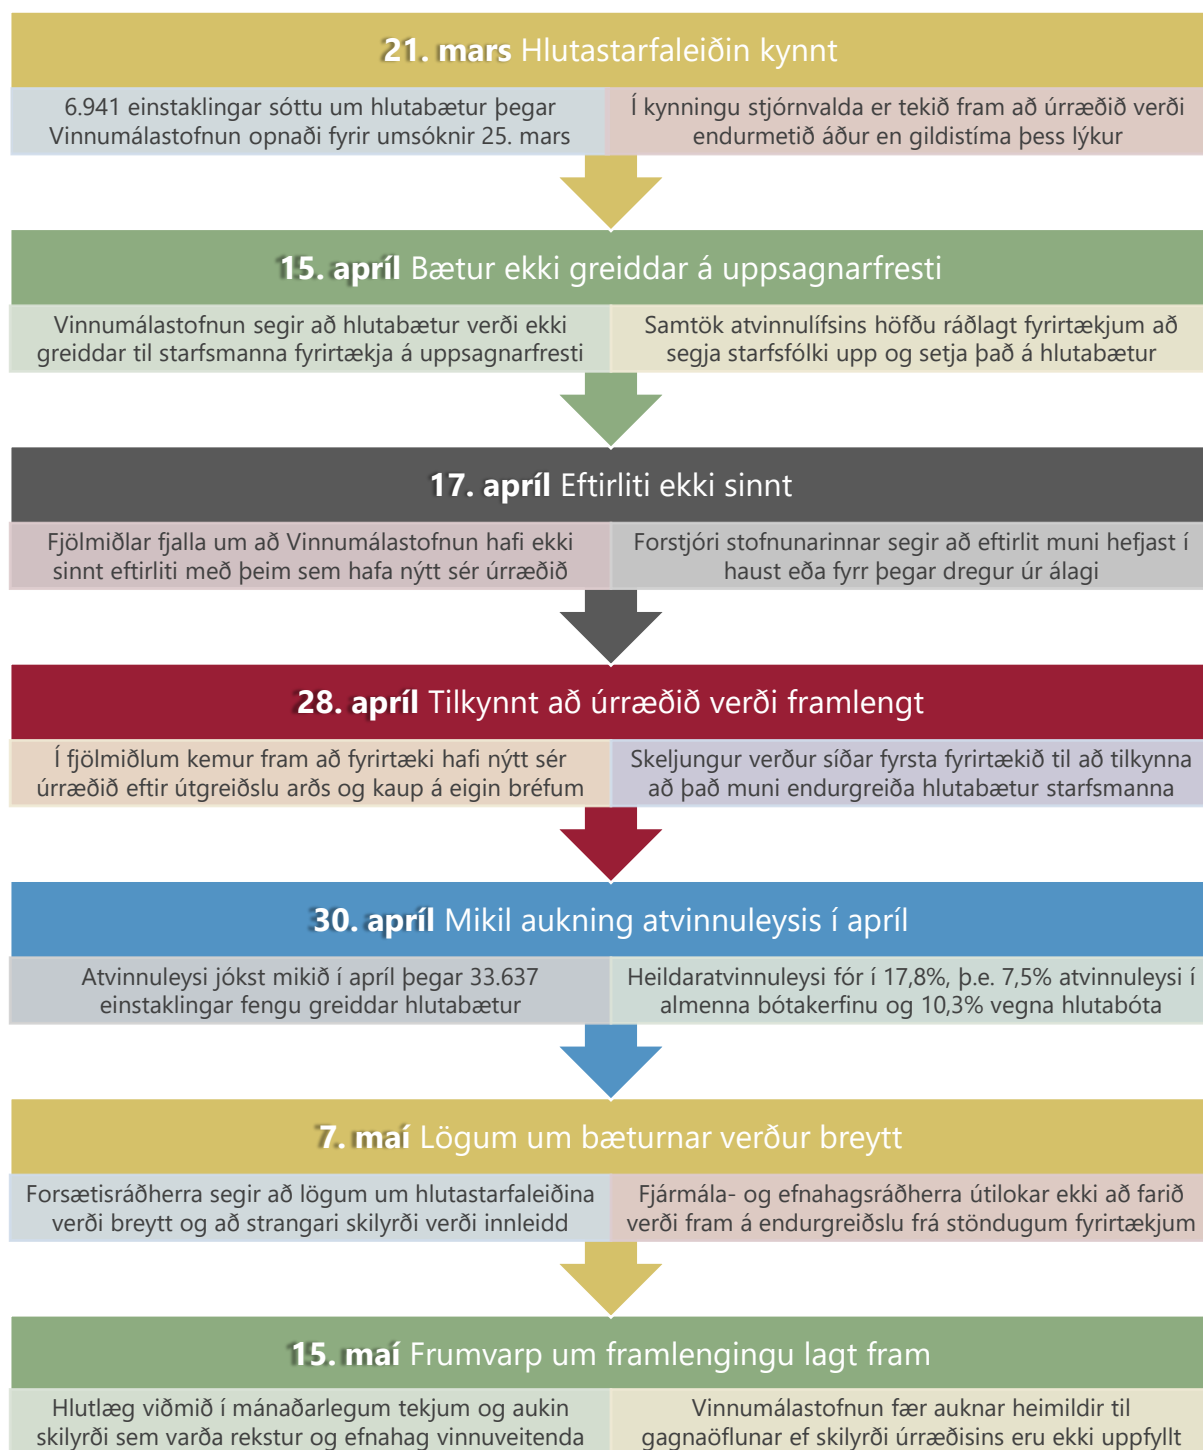 21. mars Hlutastarfaleiðin kynnt
6.941 einstaklingar sóttu um hlutabætur þegar
Vinnumálastofnun opnaði fyrir umsóknir 25. mars
Í kynningu stjórnvalda er tekið fram að úrræðið verði
endurmetið áður en gildistíma þess lýkur
15. apríl Bætur ekki greiddar á uppsagnarfresti
Vinnumálastofnun segir að hlutabætur verði ekki
greiddar til starfsmanna fyrirtækja á uppsagnarfresti
Samtök atvinnulífsins höfðu ráðlagt fyrirtækjum að
segja starfsfólki upp og setja það á hlutabætur
17. apríl Eftirliti ekki sinnt
Fjölmiðlar fjalla um að Vinnumálastofnun hafi ekki
sinnt eftirliti með þeim sem hafa nýtt sér úrræðið
Forstjóri stofnunarinnar segir að eftirlit muni hefjast í
haust eða fyrr þegar dregur úr álagi
28. apríl Tilkynnt að úrræðið verði framlengt
Í fjölmiðlum kemur fram að fyrirtæki hafi nýtt sér
úrræðið eftir útgreiðslu arðs og kaup á eigin bréfum
Skeljungur verður síðar fyrsta fyrirtækið til að tilkynna
að það muni endurgreiða hlutabætur starfsmanna
30. apríl Mikil aukning atvinnuleysis í apríl
Atvinnuleysi jókst mikið í apríl þegar 33.637
einstaklingar fengu greiddar hlutabætur
Heildaratvinnuleysi fór í 17,8%, þ.e. 7,5% atvinnuleysi í
almenna bótakerfinu og 10,3% vegna hlutabóta
7. maí Lögum um bæturnar verður breytt
Forsætisráðherra segir að lögum um hlutastarfaleiðina
verði breytt og að strangari skilyrði verði innleidd
Fjármála- og efnahagsráðherra útilokar ekki að farið
verði fram á endurgreiðslu frá stöndugum fyrirtækjum
15. maí Frumvarp um framlengingu lagt fram
Hlutlæg viðmið í mánaðarlegum tekjum og aukin
skilyrði sem varða rekstur og efnahag vinnuveitenda
Vinnumálastofnun fær auknar heimildir til
gagnaöflunar ef skilyrði úrræðisins eru ekki uppfyllt